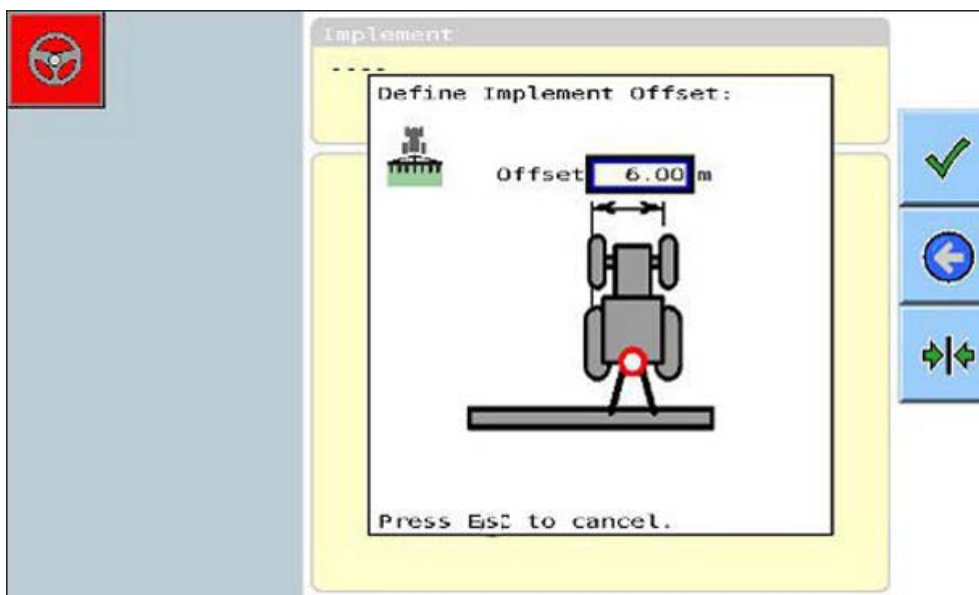 Implement
----
Define Implement Offset:
Offset 6.00 m
Press Esc to cancel.